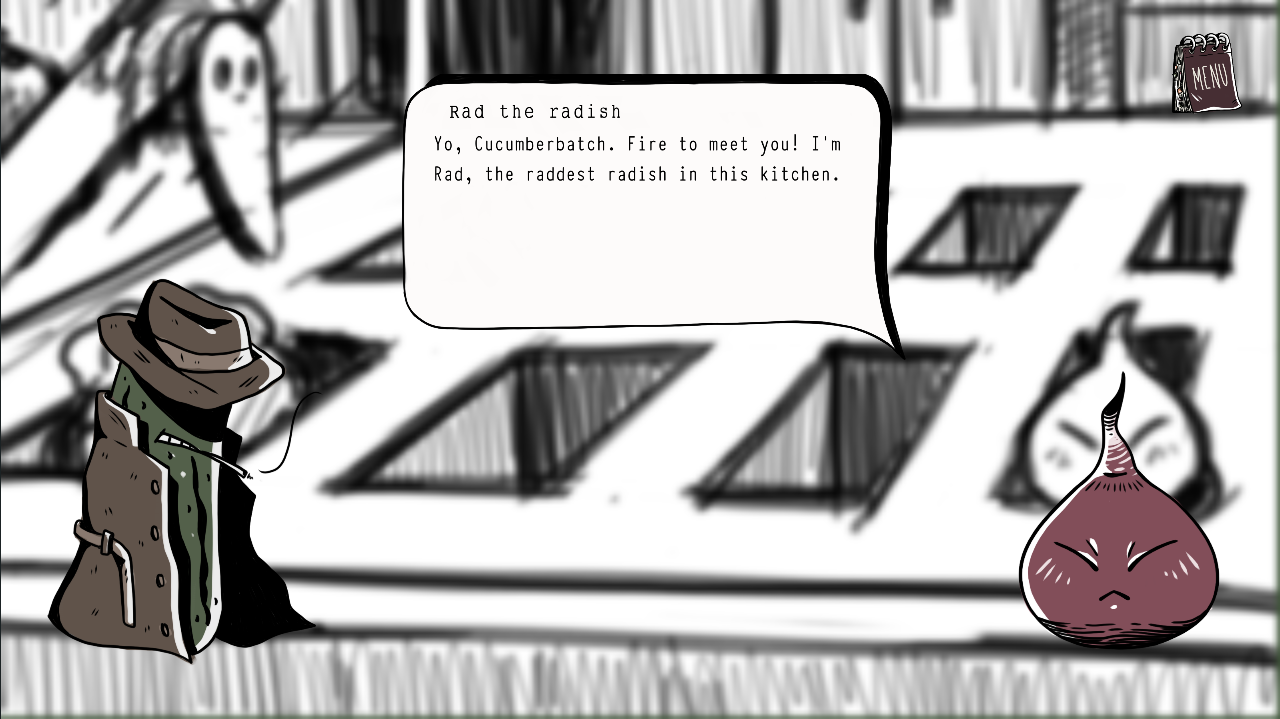 MENU
Rad the radish
Yo, Cucumberbatch. Fire to meet you! I'm
Rad, the raddest radish in this kitchen.